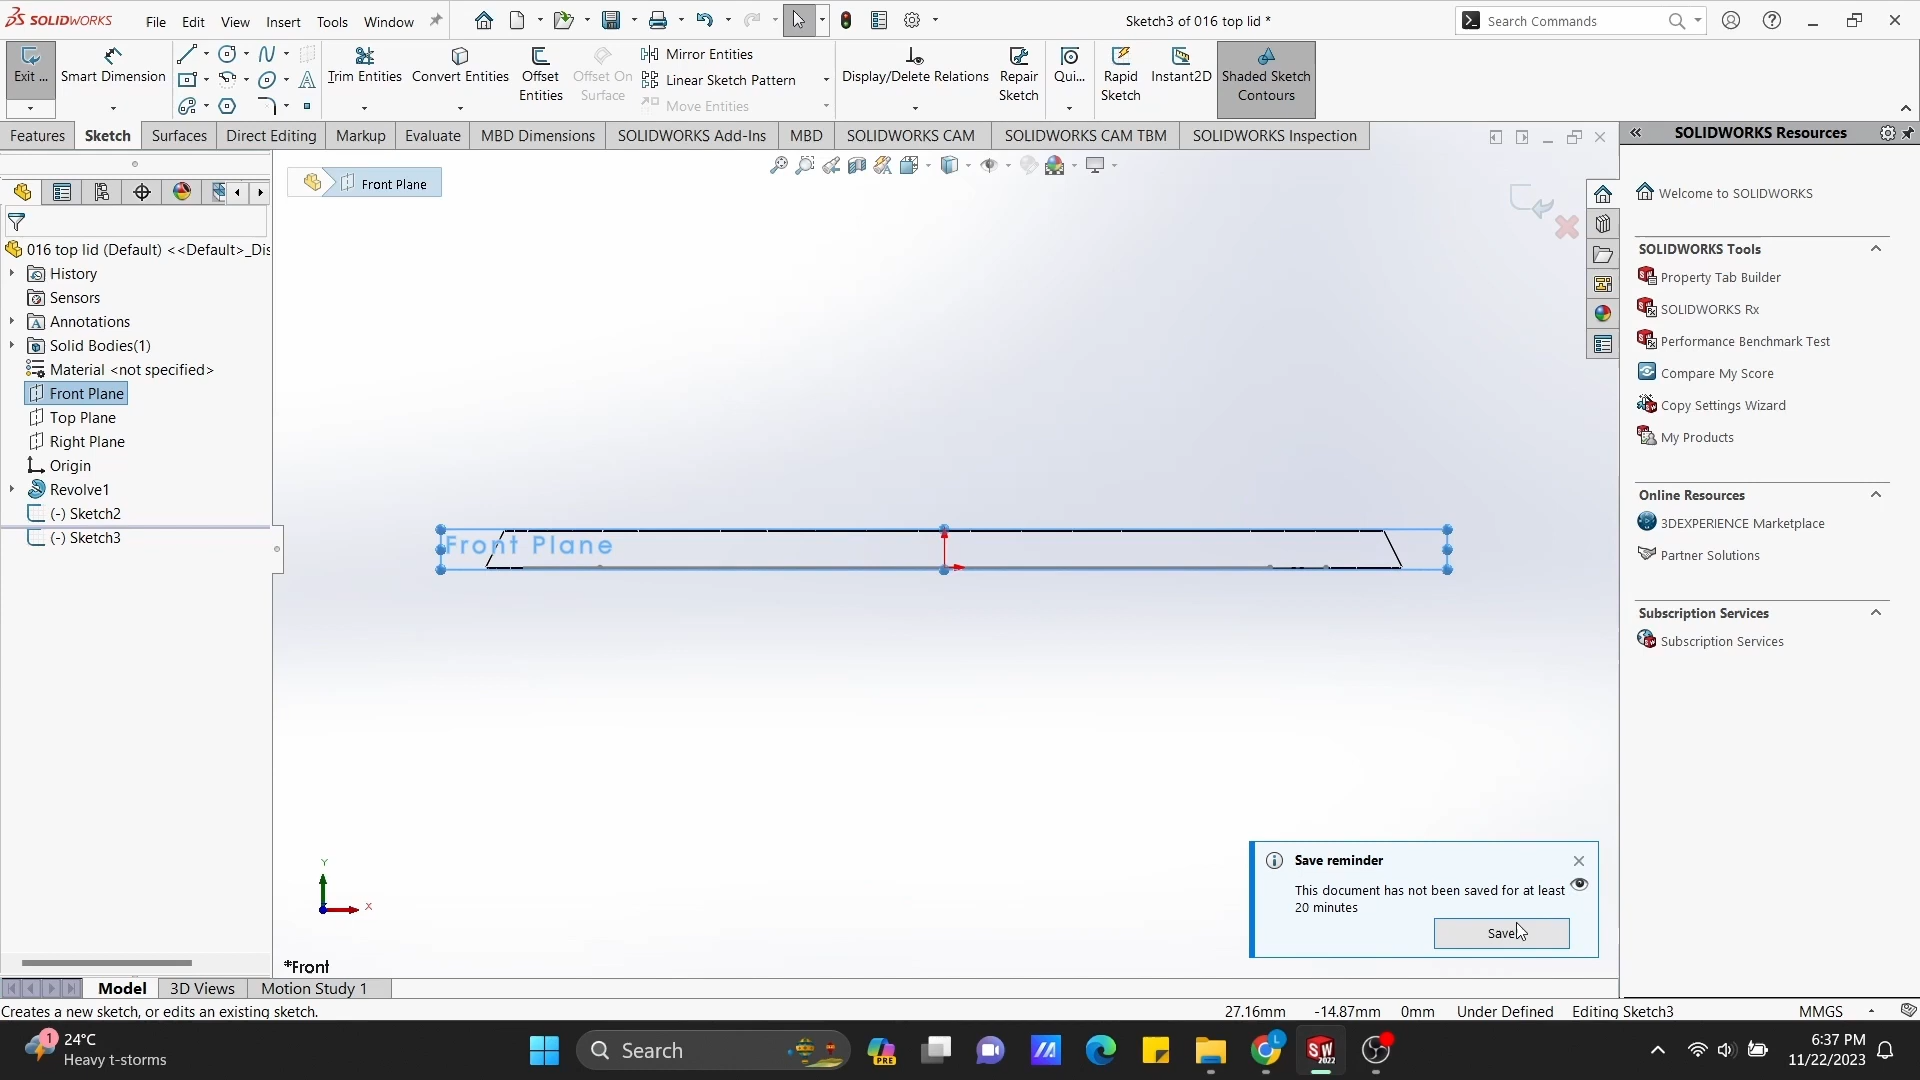 SOLIDWORKS File Edit View Insert Tools Window Sketch3 of 016 top lid * Search Commands
Exit ... Smart Dimension Trim Entities Convert Entities Offset Entities Offset On Surface Mirror Entities Linear Sketch Pattern Move Entities Display/Delete Relations Repair Sketch Qui... Rapid Sketch Instant2D Shaded Sketch Contours
Features Sketch Surfaces Direct Editing Markup Evaluate MBD Dimensions SOLIDWORKS Add-Ins MBD SOLIDWORKS CAM SOLIDWORKS CAM TBM SOLIDWORKS Inspection
SOLIDWORKS Resources
Front Plane
Welcome to SOLIDWORKS
016 top lid (Default) <<Default>_Dis
History
Sensors
Annotations
Solid Bodies(1)
Material <not specified>
Front Plane
Top Plane
Right Plane
Origin
Revolve1
(-) Sketch2
(-) Sketch3
SOLIDWORKS Tools
Property Tab Builder
SOLIDWORKS Rx
Performance Benchmark Test
Compare My Score
Copy Settings Wizard
My Products
Online Resources
3DEXPERIENCE Marketplace
Partner Solutions
Subscription Services
Subscription Services
Front Plane
Y
X
*Front
Save reminder
This document has not been saved for at least
20 minutes
Save
Model 3D Views Motion Study 1
Creates a new sketch, or edits an existing sketch. 27.16mm -14.87mm 0mm Under Defined Editing Sketch3 MMGS
1
24°C
Heavy t-storms
Search
PRE
SW
2022
6:37 PM
11/22/2023